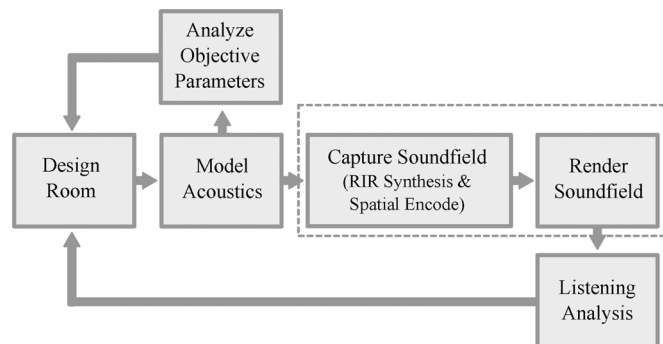 Analyze
Objective
Parameters
Design
Room
Model
Acoustics
Capture Soundfield
(RIR Synthesis &
Spatial Encode)
Render
Soundfield
Listening
Analysis